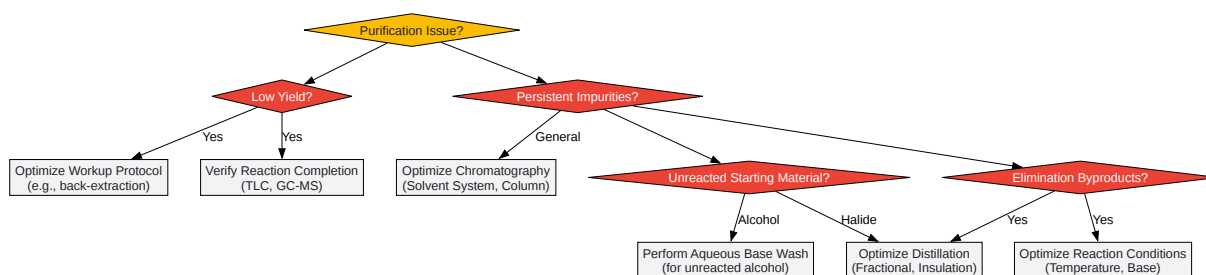 Purification Issue?
Low Yield?
Persistent Impurities?
Yes
Yes
General
Optimize Workup Protocol
(e.g., back-extraction)
Verify Reaction Completion
(TLC, GC-MS)
Optimize Chromatography
(Solvent System, Column)
Unreacted Starting Material?
Elimination Byproducts?
Alcohol
Halide
Yes
Yes
Perform Aqueous Base Wash
(for unreacted alcohol)
Optimize Distillation
(Fractional, Insulation)
Optimize Reaction Conditions
(Temperature, Base)